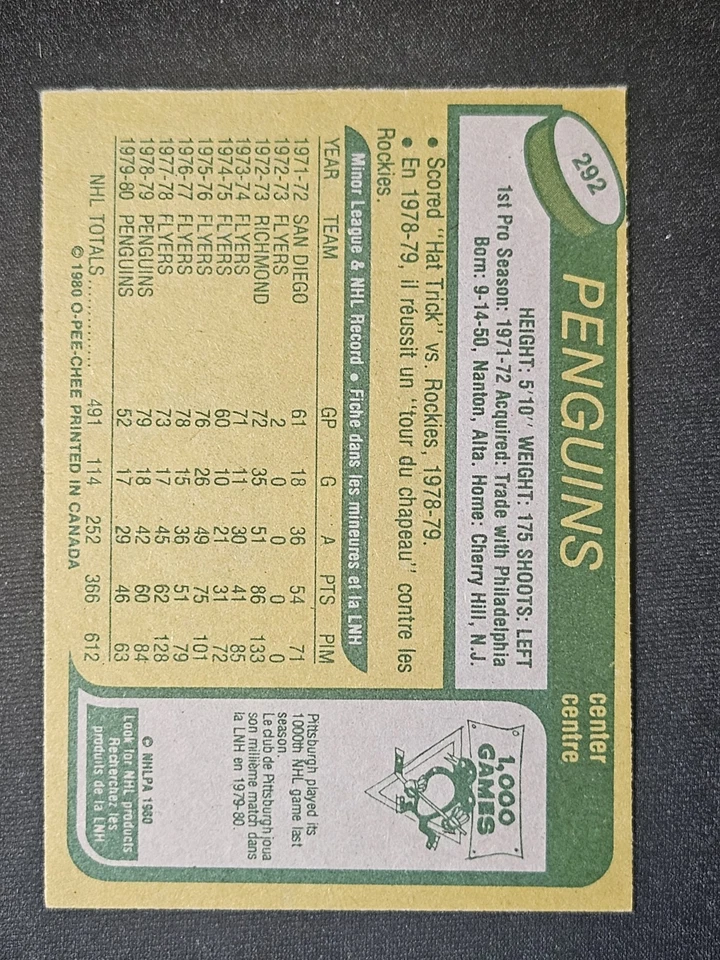 292
PENGUINS
center
centre
HEIGHT: 5'10" WEIGHT: 175 SHOOTS: LEFT
1st Pro Season: 1971-72 Acquired: Trade with Philadelphia
Born: 9-14-50, Nanton, Alta. Home: Cherry Hill, N.J.
• Scored "Hat Trick" vs. Rockies, 1978-79.
• En 1978-79, il réussit un "tour du chapeau" contre les
Rockies.
Minor League & NHL Record • Fiche dans les mineures et la LNH
YEAR TEAM GP G A PTS PIM
1971-72 SAN DIEGO 61 18 36 54 71
1972-73 FLYERS 2 0 0 0 0
1972-73 RICHMOND 72 35 51 86 133
1973-74 FLYERS 71 11 30 41 85
1974-75 FLYERS 60 10 21 31 72
1975-76 FLYERS 76 26 49 75 101
1976-77 FLYERS 78 15 36 51 79
1977-78 FLYERS 73 17 45 62 128
1978-79 PENGUINS 79 18 42 60 84
1979-80 PENGUINS 52 17 29 46 63
NHL TOTALS ................ 491 114 252 366 612
© 1980 O-PEE-CHEE PRINTED IN CANADA
1,000
GAMES
Pittsburgh played its
1000th NHL game last
season.
Le club de Pittsburgh joua
son millième match dans
la LNH en 1979-80.
© NHLPA 1980
Look for NHL products
Recherchez les
produits de la LNH